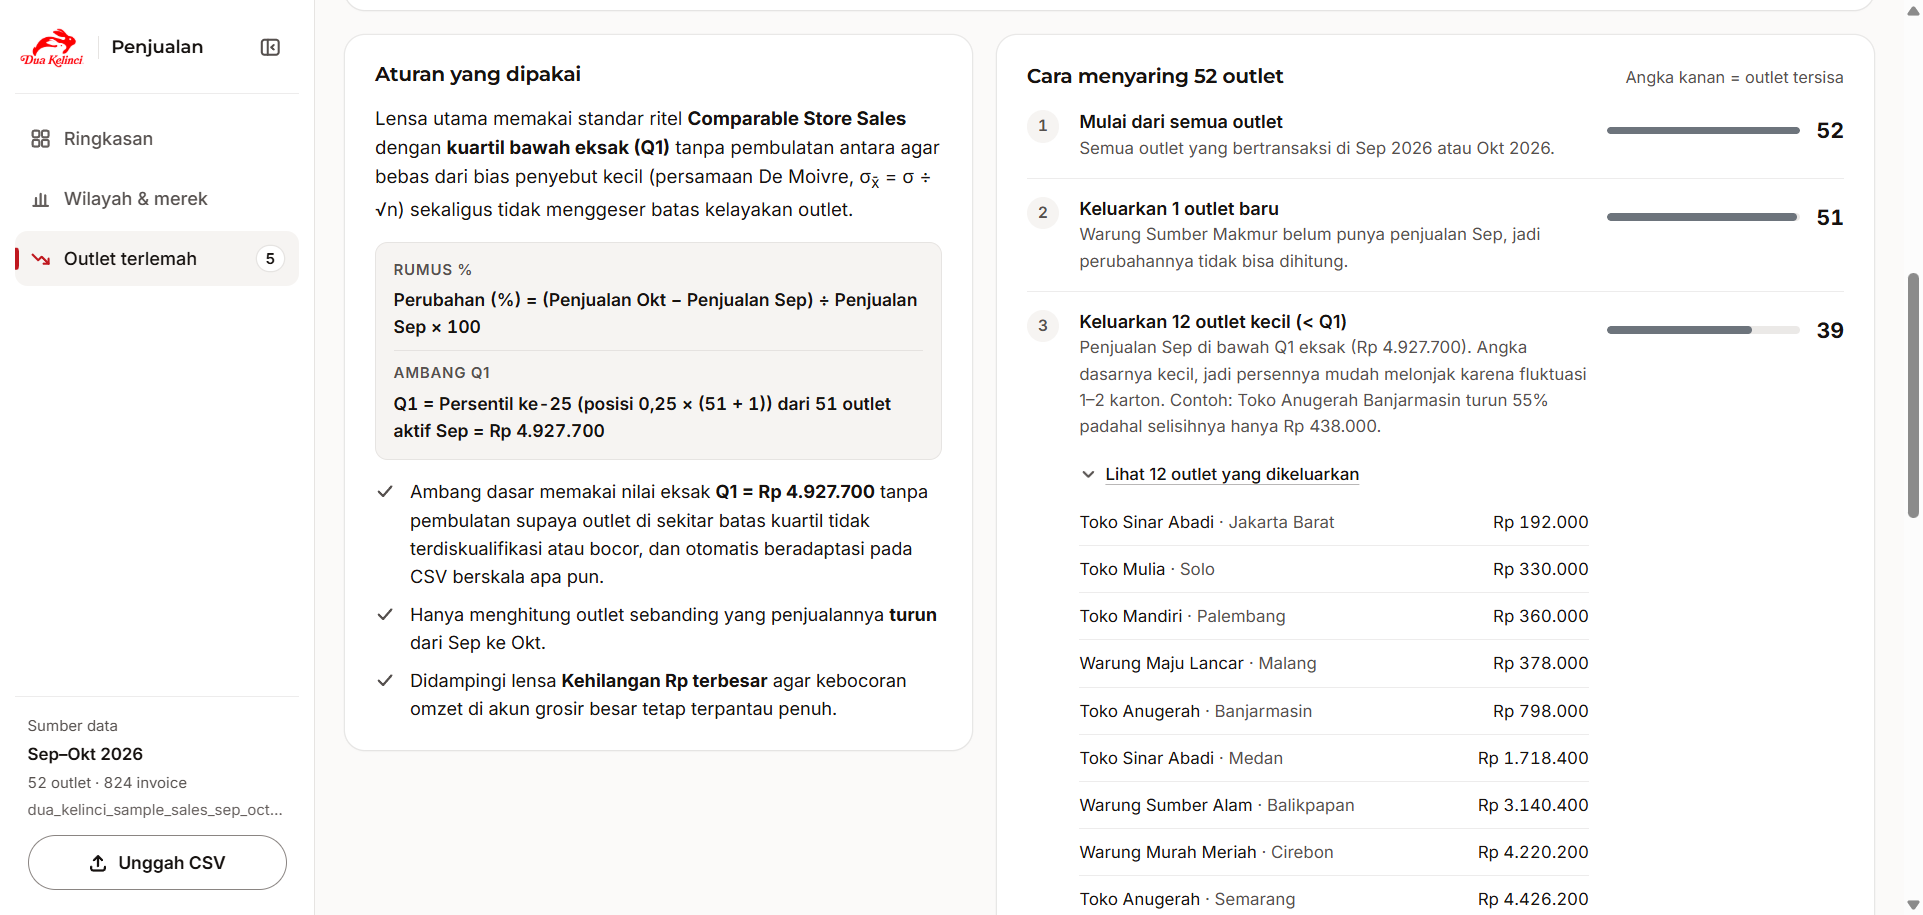 Dua Kelinci
Penjualan
Ringkasan
Wilayah & merek
Outlet terlemah
5
Sumber data
Sep–Okt 2026
52 outlet · 824 invoice
dua_kelinci_sample_sales_sep_oct...
Unggah CSV
Aturan yang dipakai
Lensa utama memakai standar ritel Comparable Store Sales
dengan kuartil bawah eksak (Q1) tanpa pembulatan antara agar
bebas dari bias penyebut kecil (persamaan De Moivre, σx̄ = σ ÷
√n) sekaligus tidak menggeser batas kelayakan outlet.
RUMUS %
Perubahan (%) = (Penjualan Okt − Penjualan Sep) ÷ Penjualan
Sep × 100
AMBANG Q1
Q1 = Persentil ke-25 (posisi 0,25 × (51 + 1)) dari 51 outlet
aktif Sep = Rp 4.927.700
Ambang dasar memakai nilai eksak Q1 = Rp 4.927.700 tanpa
pembulatan supaya outlet di sekitar batas kuartil tidak
terdiskualifikasi atau bocor, dan otomatis beradaptasi pada
CSV berskala apa pun.
Hanya menghitung outlet sebanding yang penjualannya turun
dari Sep ke Okt.
Didampingi lensa Kehilangan Rp terbesar agar kebocoran
omzet di akun grosir besar tetap terpantau penuh.
Cara menyaring 52 outlet
Angka kanan = outlet tersisa
1
Mulai dari semua outlet
Semua outlet yang bertransaksi di Sep 2026 atau Okt 2026.
52
2
Keluarkan 1 outlet baru
Warung Sumber Makmur belum punya penjualan Sep, jadi
perubahannya tidak bisa dihitung.
51
3
Keluarkan 12 outlet kecil (< Q1)
Penjualan Sep di bawah Q1 eksak (Rp 4.927.700). Angka
dasarnya kecil, jadi persennya mudah melonjak karena fluktuasi
1–2 karton. Contoh: Toko Anugerah Banjarmasin turun 55%
padahal selisihnya hanya Rp 438.000.
39
Lihat 12 outlet yang dikeluarkan
Toko Sinar Abadi · Jakarta Barat Rp 192.000
Toko Mulia · Solo Rp 330.000
Toko Mandiri · Palembang Rp 360.000
Warung Maju Lancar · Malang Rp 378.000
Toko Anugerah · Banjarmasin Rp 798.000
Toko Sinar Abadi · Medan Rp 1.718.400
Warung Sumber Alam · Balikpapan Rp 3.140.400
Warung Murah Meriah · Cirebon Rp 4.220.200
Toko Anugerah · Semarang Rp 4.426.200